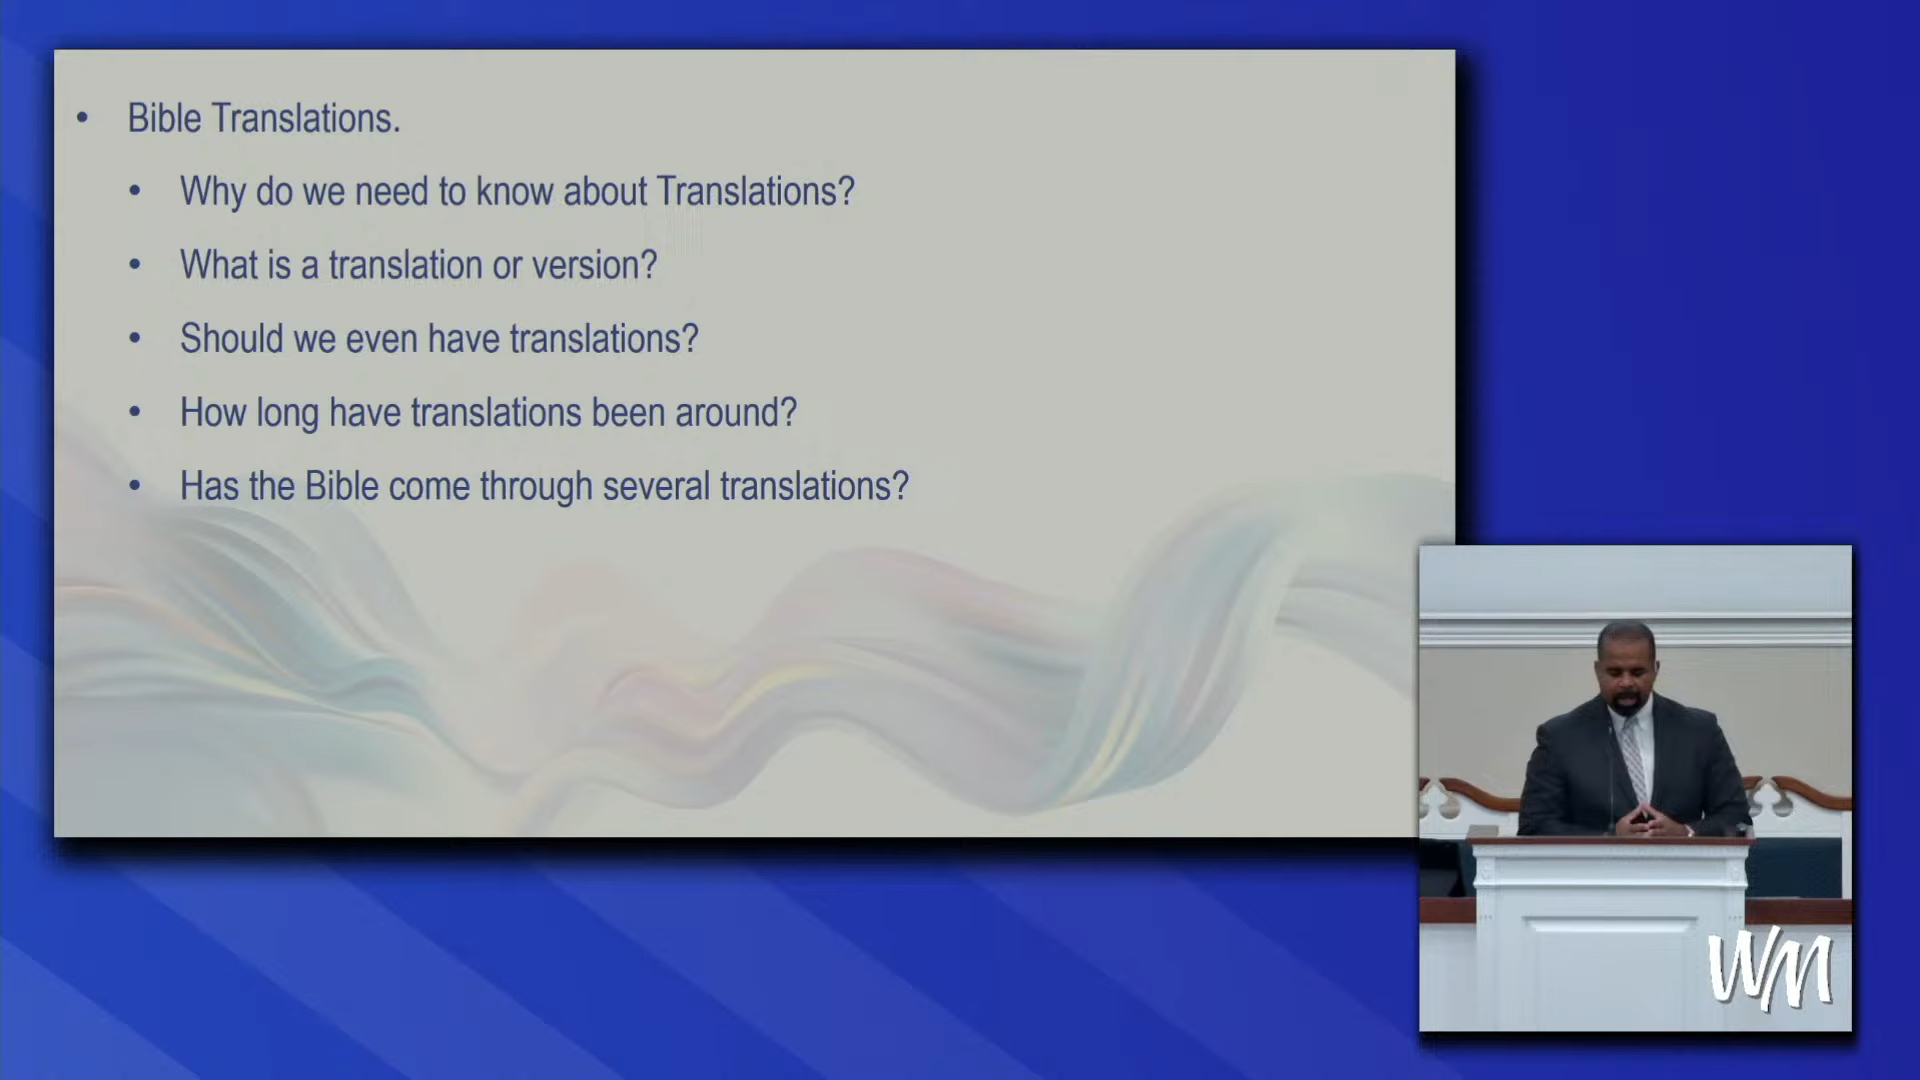 • Bible Translations.
• Why do we need to know about Translations?
• What is a translation or version?
• Should we even have translations?
• How long have translations been around?
• Has the Bible come through several translations?
WM